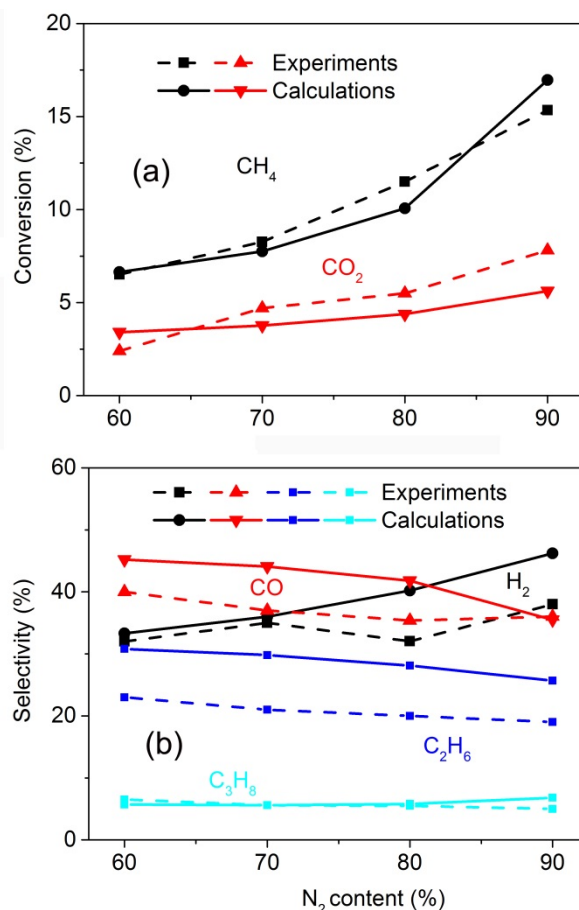 20
15
10
5
0
Conversion (%)
Experiments
Calculations
(a)
CH₄
CO₂
60 70 80 90
60
40
20
0
Selectivity (%)
Experiments
Calculations
CO
H₂
(b)
C₂H₆
C₃H₈
60 70 80 90
N₂ content (%)